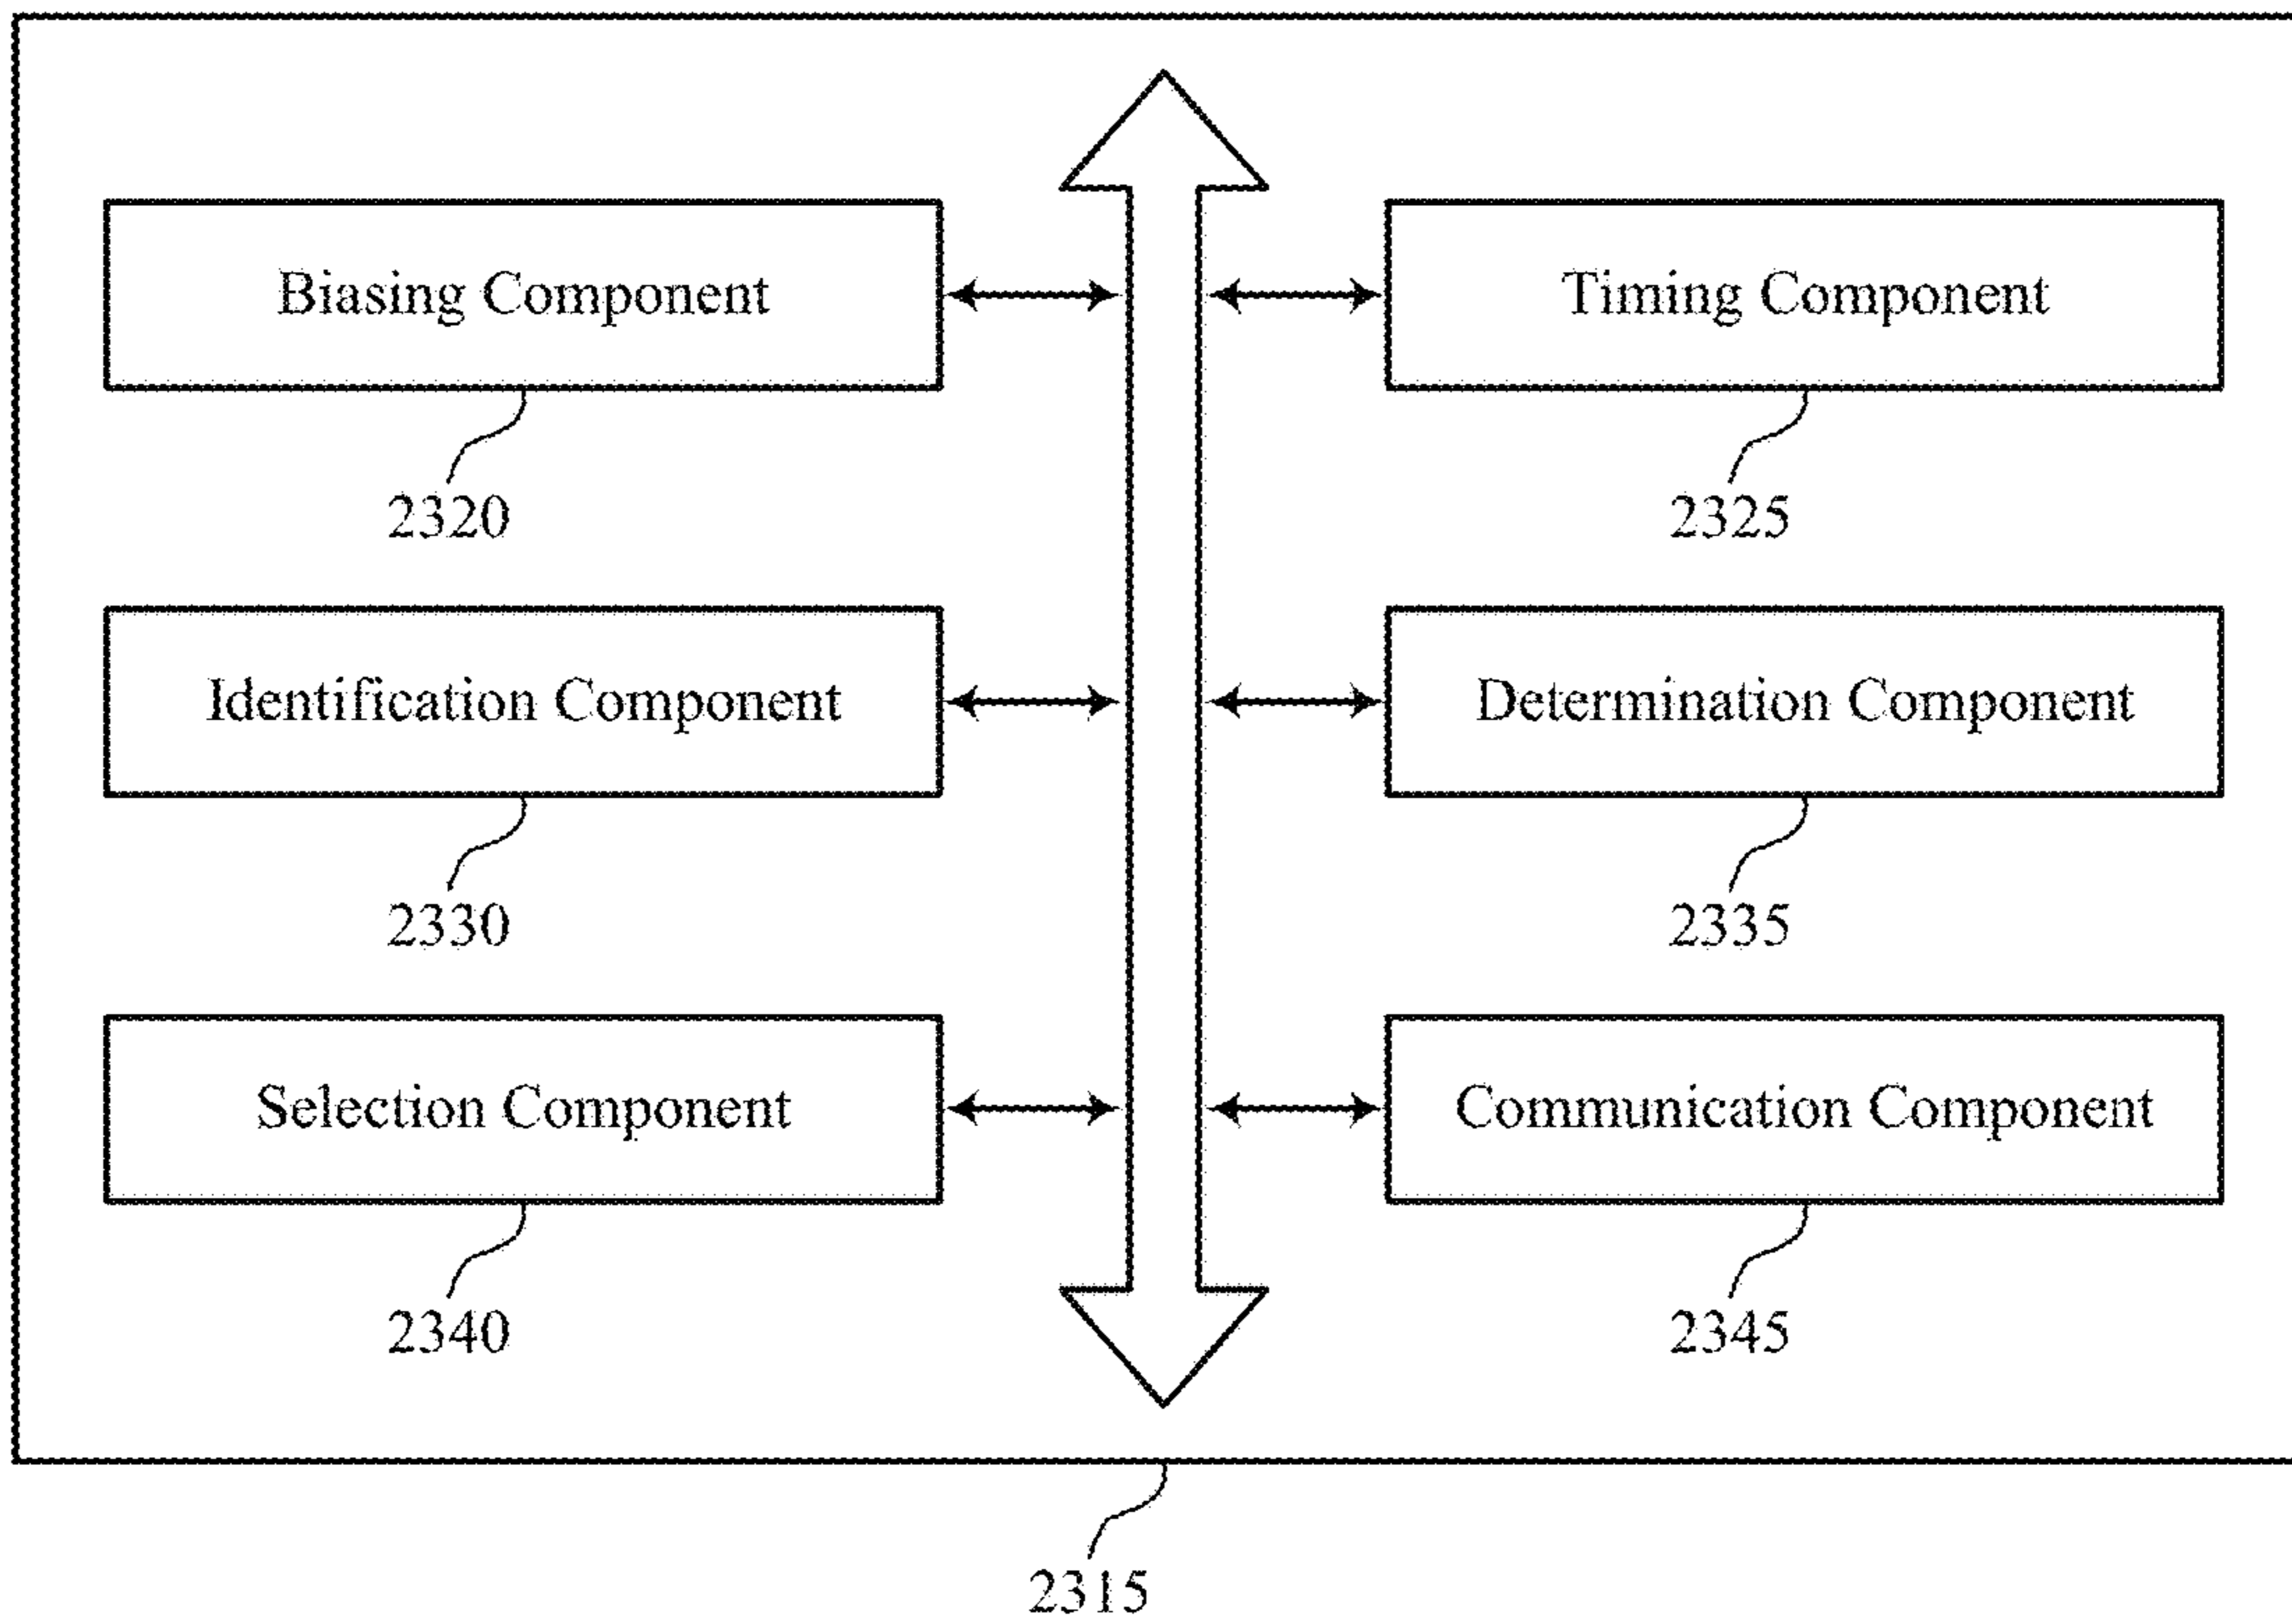 Biasing Component
Timing Component
2320
2325
Identification Component
Determination Component
2330
2335
Selection Component
Communication Component
2340
2345
2315